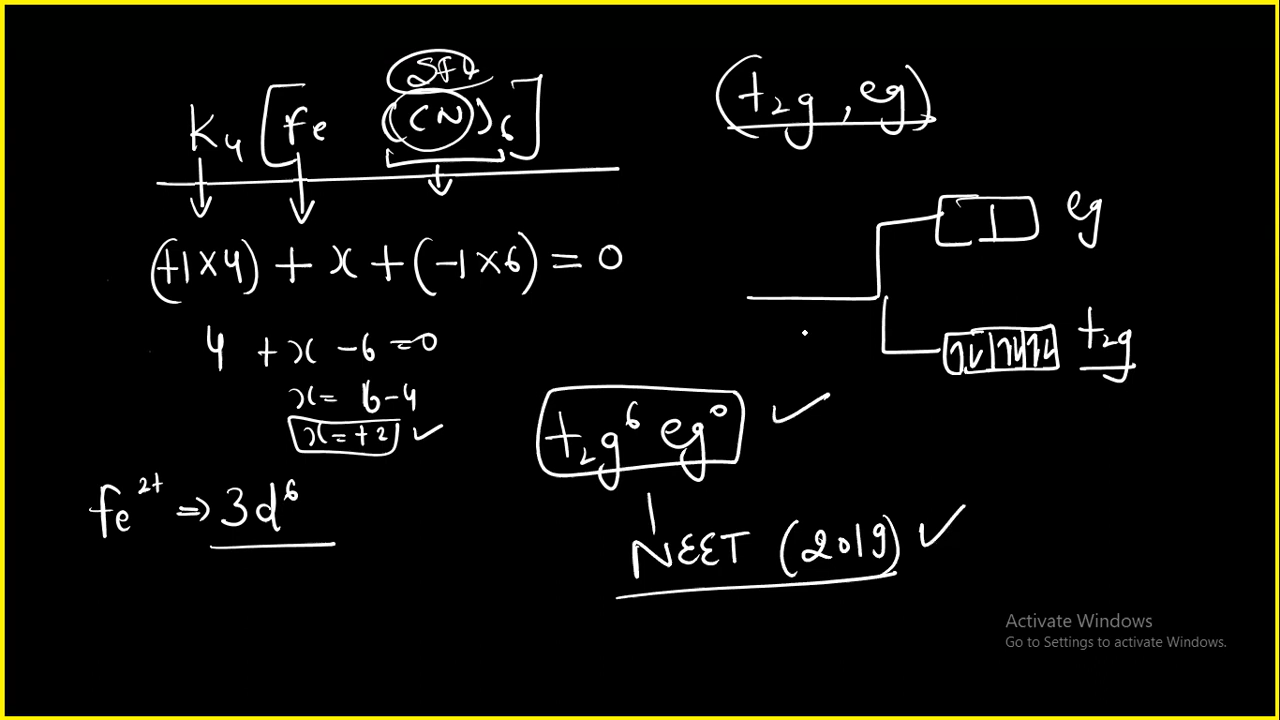 SFL
K₄ [Fe (CN)₆]
(+1×4) + x + (-1×6) = 0
4 + x - 6 = 0
x = 6-4
x = +2 ✓
Fe²⁺ ⇒ 3d⁶
(t₂g, eg)
eg
t₂g
t₂g⁶ eg⁰ ✓
NEET (2019) ✓
Activate Windows
Go to Settings to activate Windows.